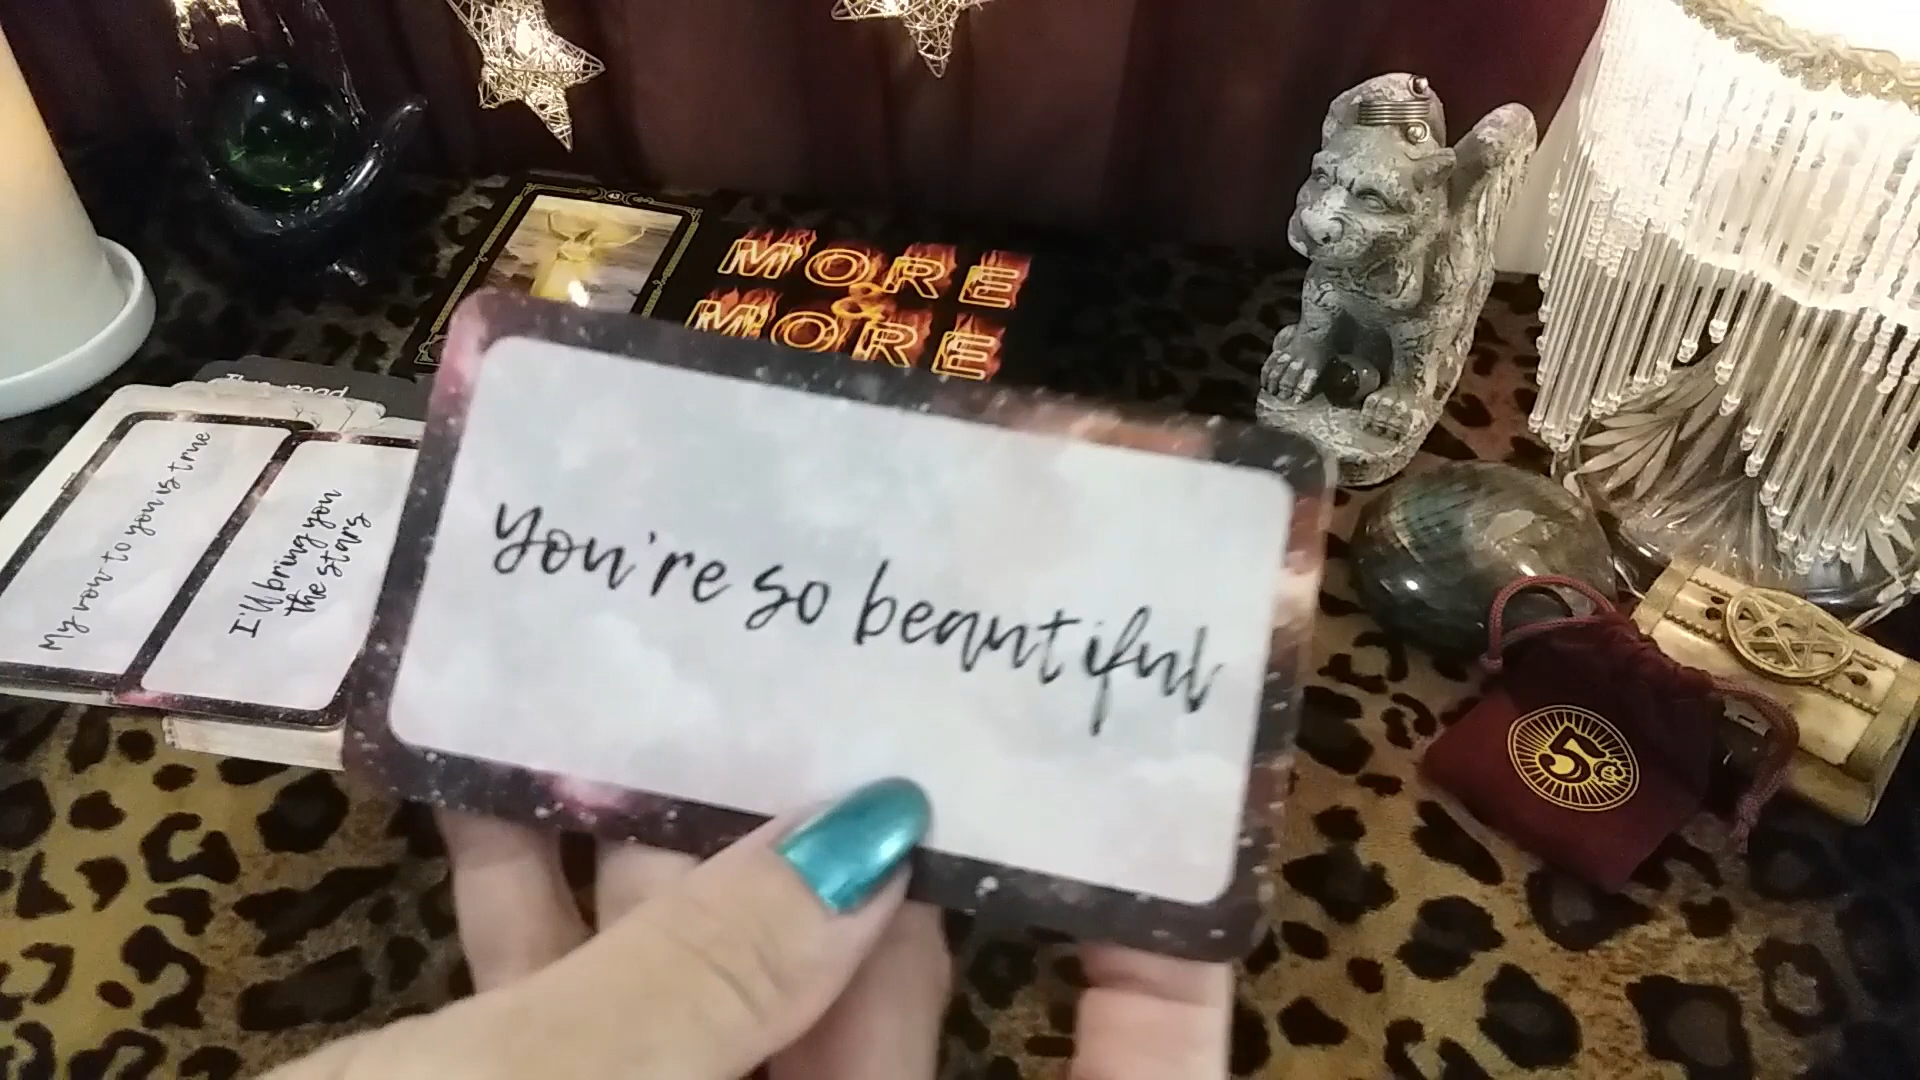 MORE
&
MORE
My vow to you is true
I'll bring you
the stars
you're so beautiful